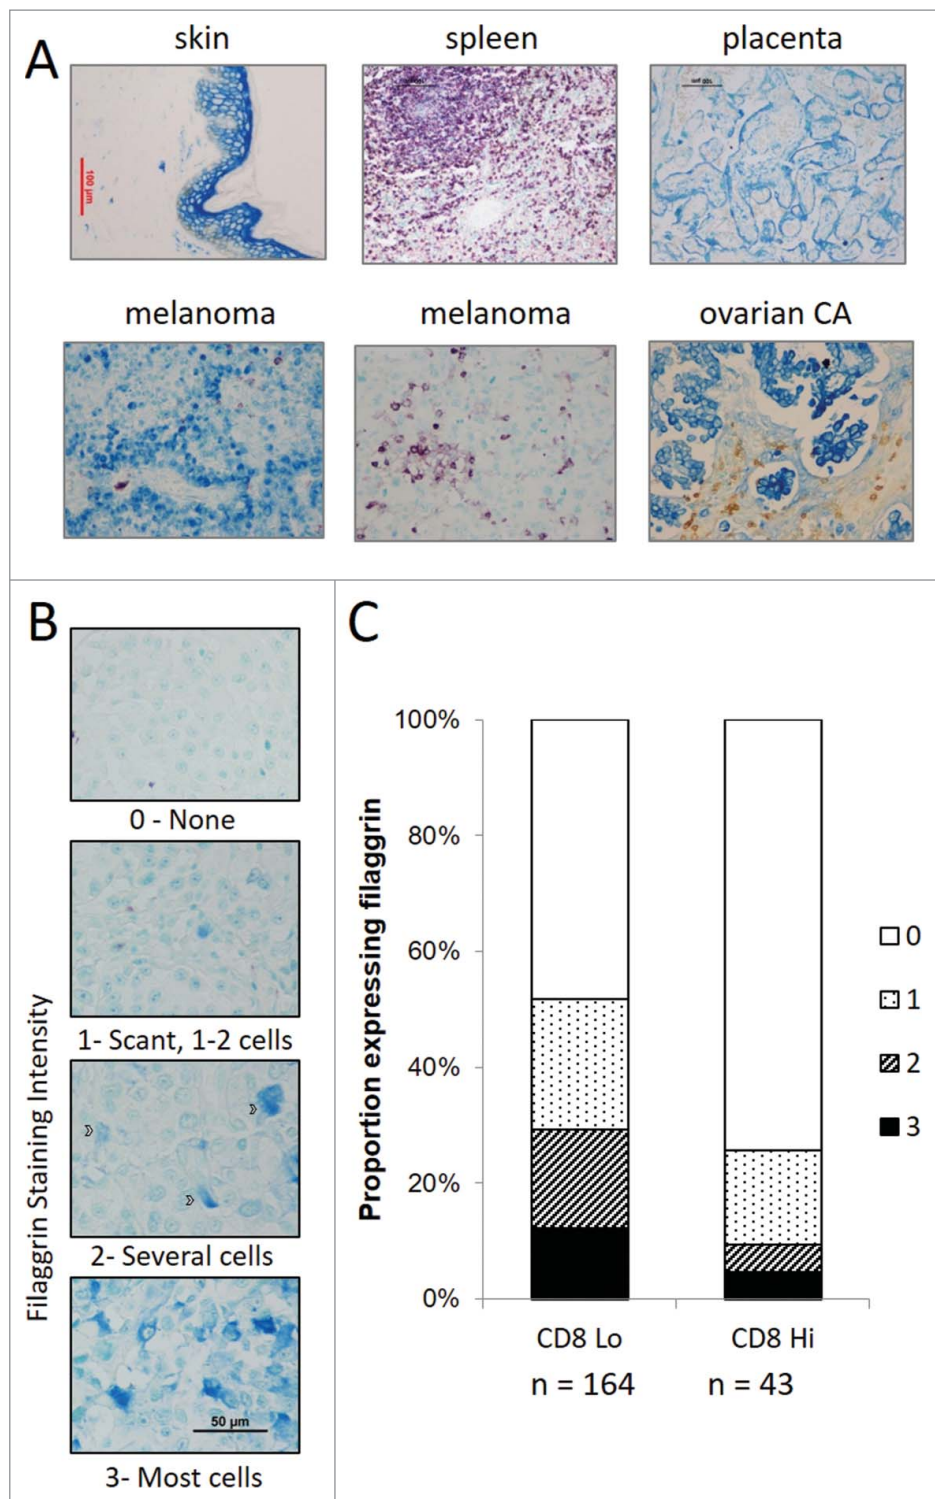 A
skin
spleen
placenta
100 µm
100 µm
melanoma
melanoma
ovarian CA
B
Filaggrin Staining Intensity
0 - None
1- Scant, 1-2 cells
2- Several cells
50 µm
3- Most cells
C
Proportion expressing filaggrin
100%
80%
60%
40%
20%
0%
CD8 Lo
CD8 Hi
n = 164
n = 43
0
1
2
3